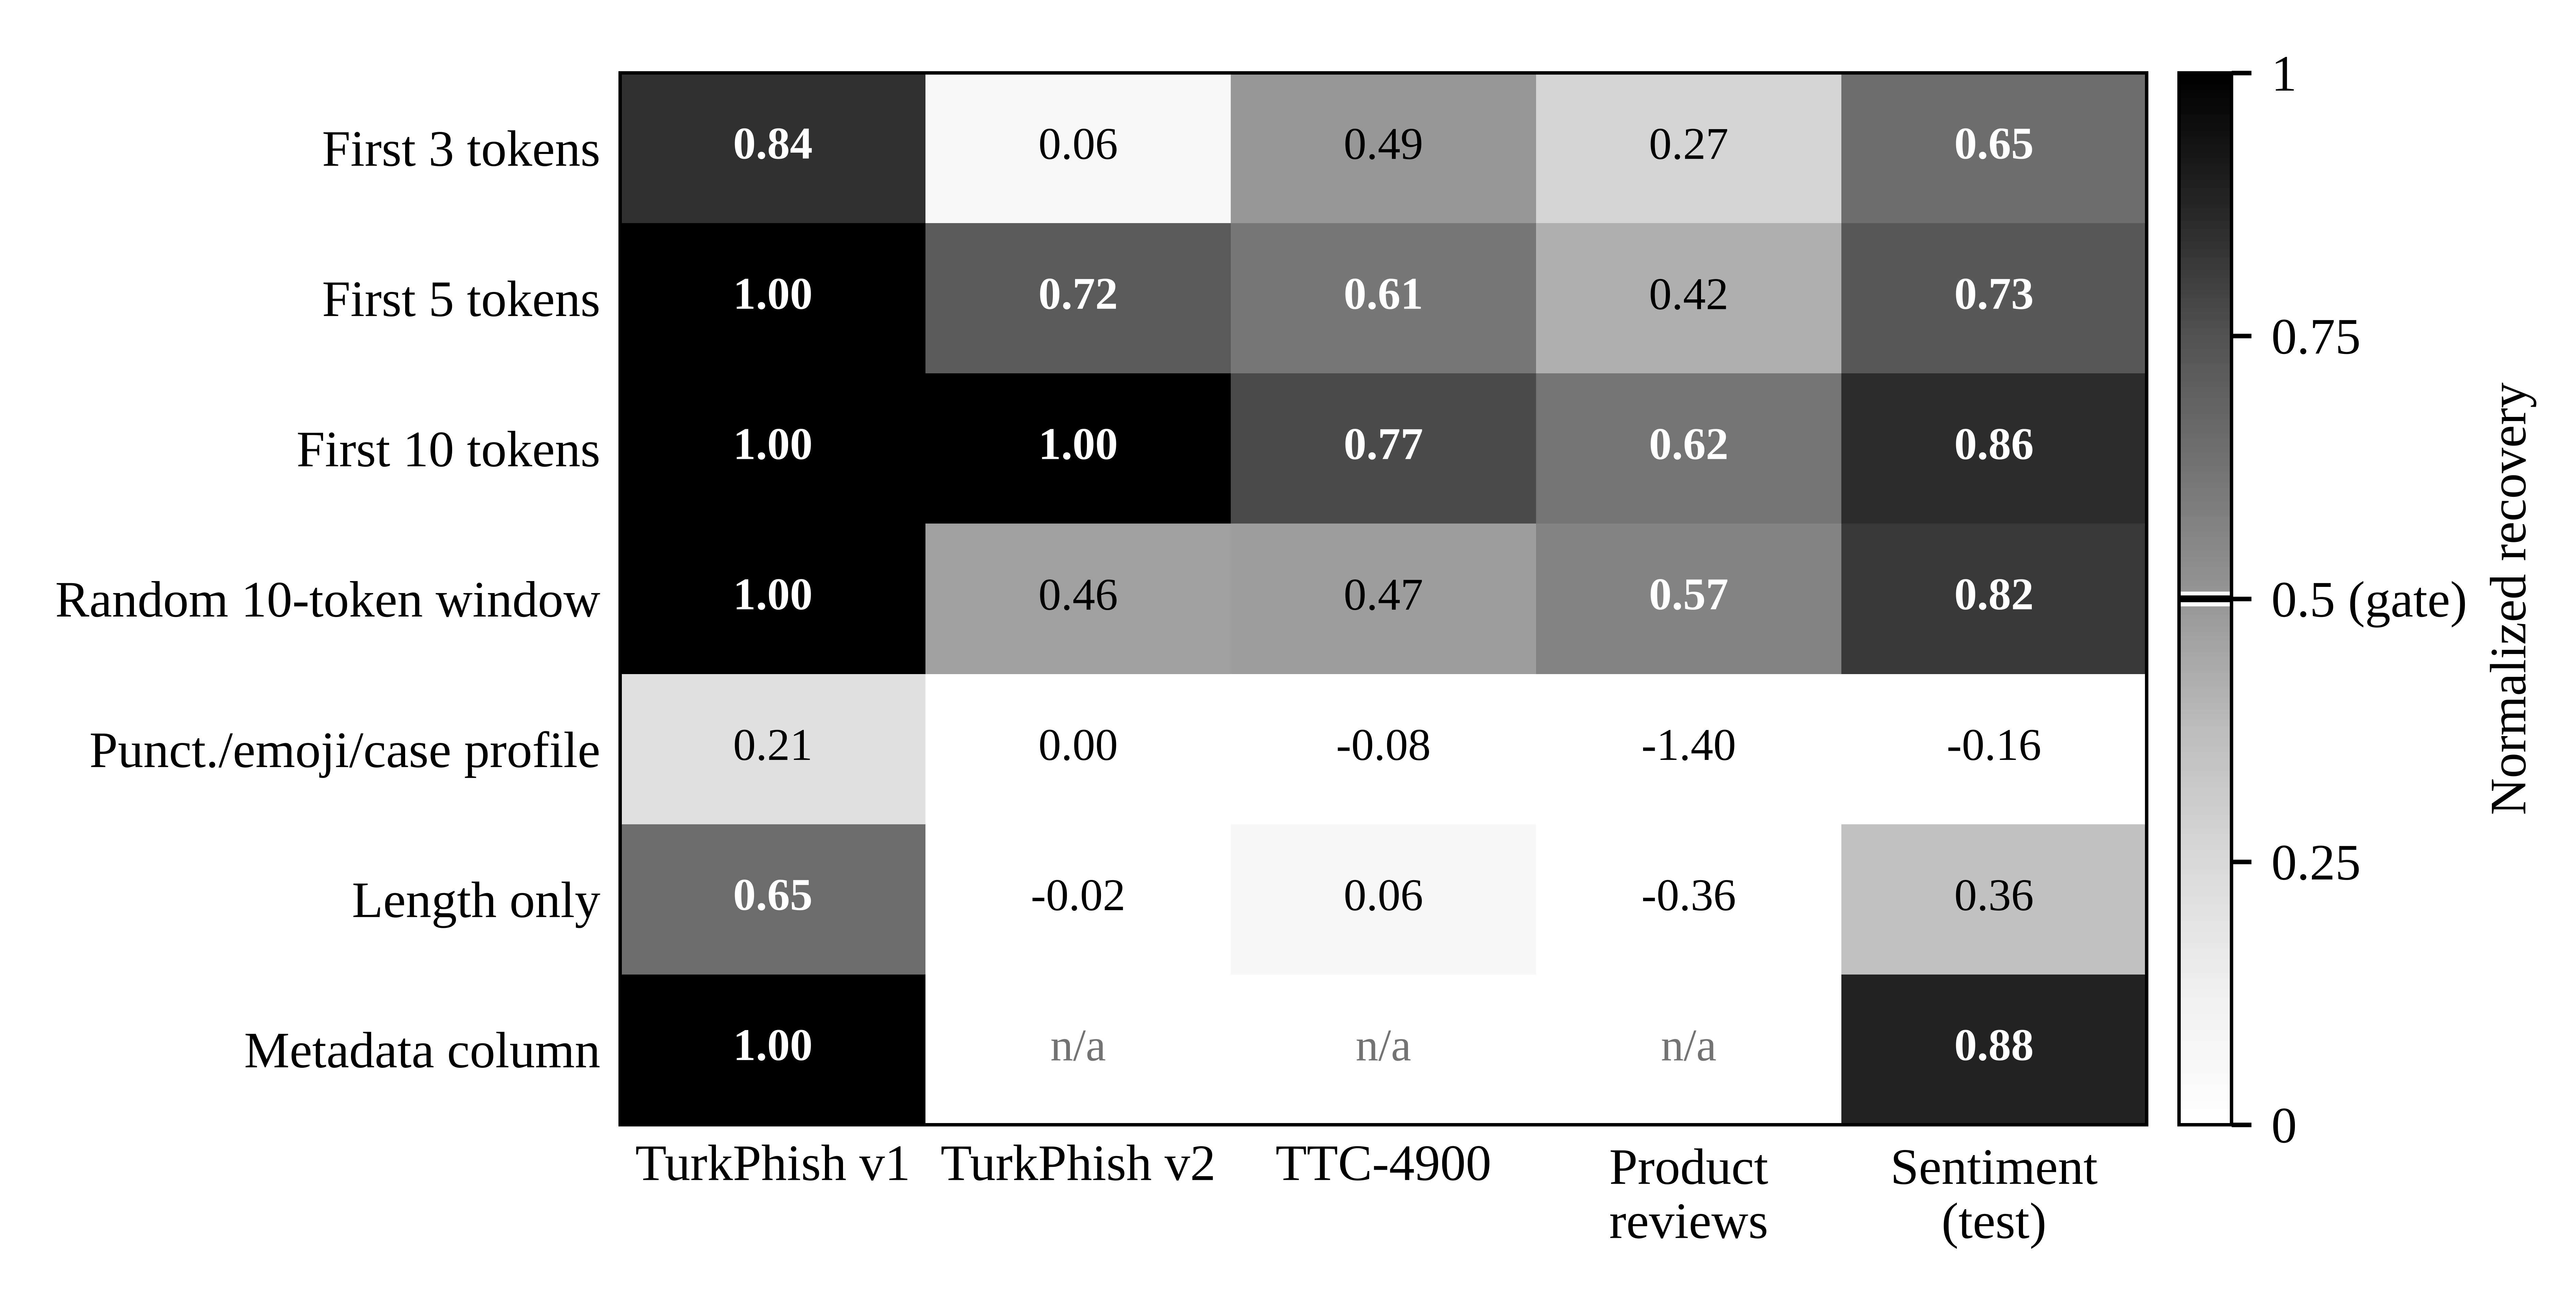 First 3 tokens 0.84 0.06 0.49 0.27 0.65
First 5 tokens 1.00 0.72 0.61 0.42 0.73
First 10 tokens 1.00 1.00 0.77 0.62 0.86
Random 10-token window 1.00 0.46 0.47 0.57 0.82
Punct./emoji/case profile 0.21 0.00 -0.08 -1.40 -0.16
Length only 0.65 -0.02 0.06 -0.36 0.36
Metadata column 1.00 n/a n/a n/a 0.88
TurkPhish v1
TurkPhish v2
TTC-4900
Product
reviews
Sentiment
(test)
1
0.75
0.5 (gate)
0.25
0
Normalized recovery